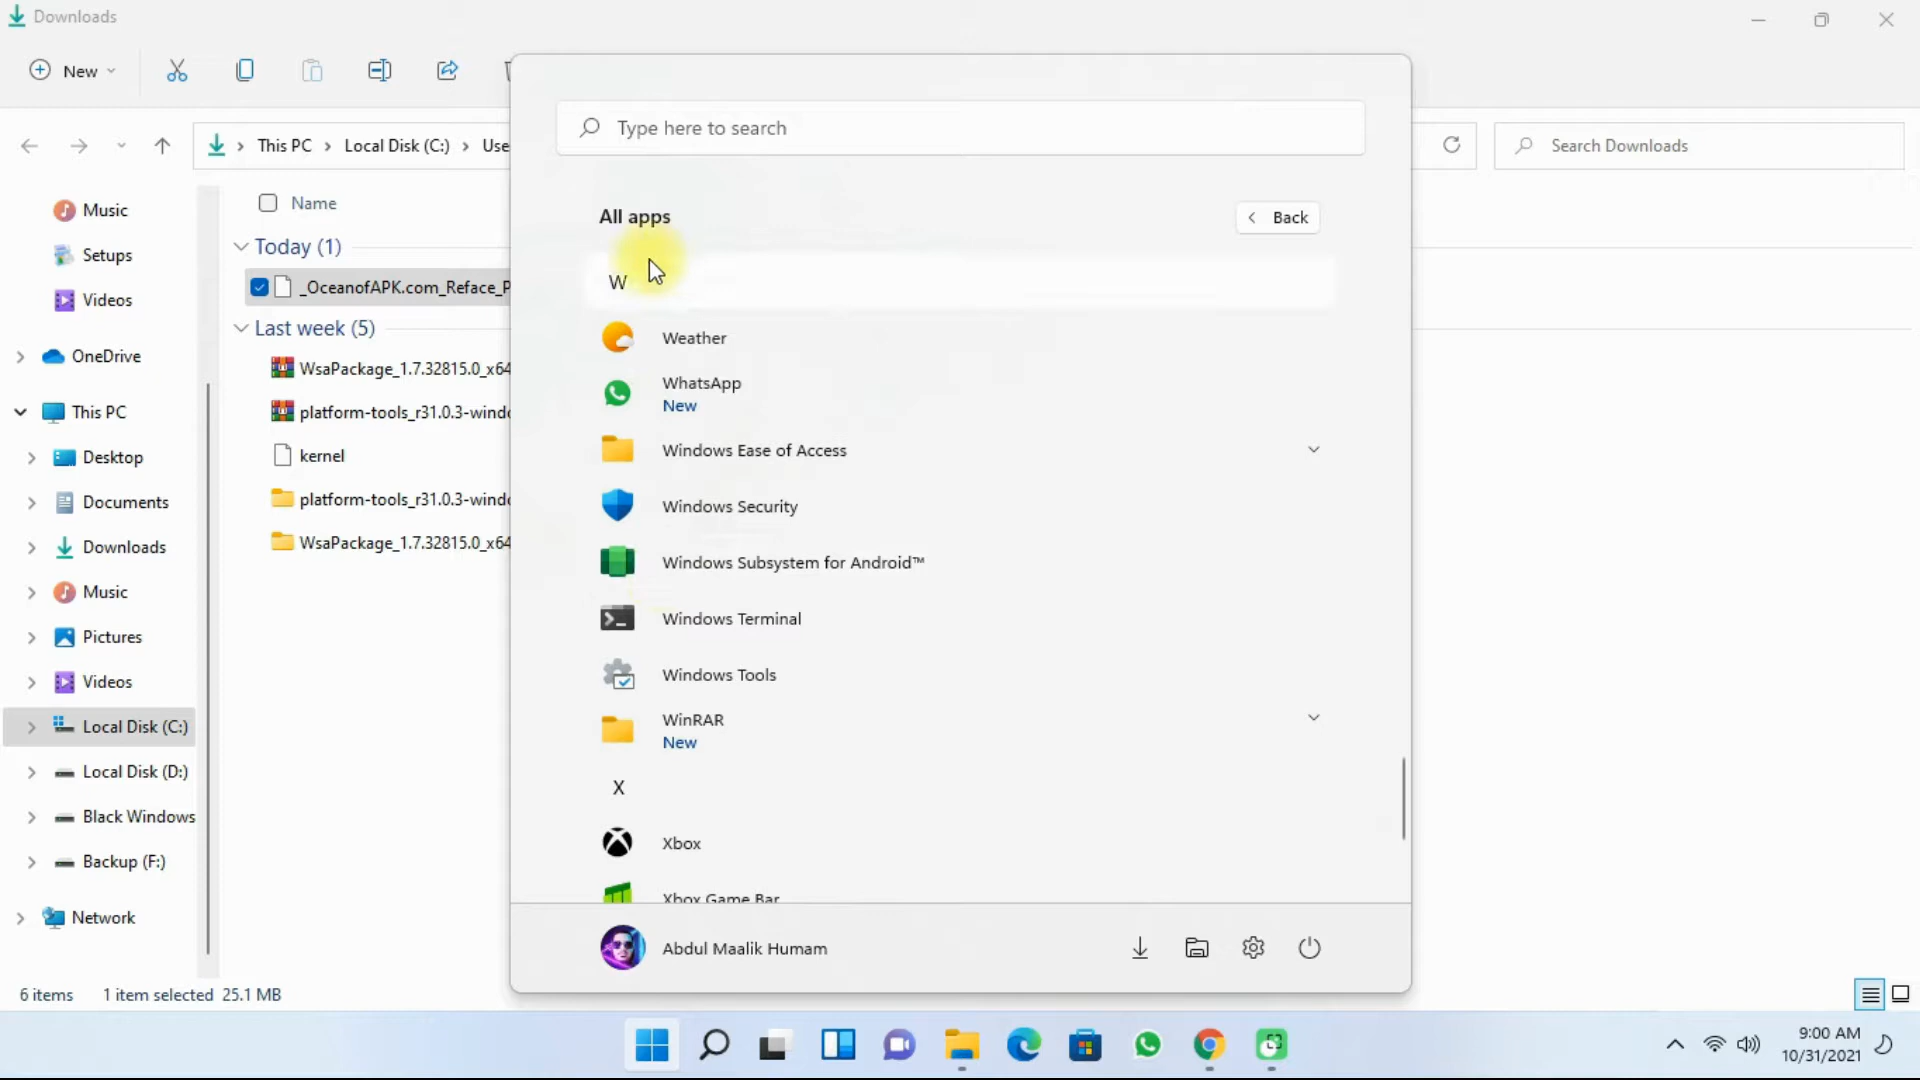 Downloads
New
This PC
Local Disk (C:)
Use
Search Downloads
Music
Setups
Videos
OneDrive
This PC
Desktop
Documents
Downloads
Music
Pictures
Videos
Local Disk (C:)
Local Disk (D:)
Black Windows
Backup (F:)
Network
Name
Today (1)
_OceanofAPK.com_Reface_P
Last week (5)
WsaPackage_1.7.32815.0_x64
platform-tools_r31.0.3-windo
kernel
platform-tools_r31.0.3-windo
WsaPackage_1.7.32815.0_x64
Type here to search
All apps
Back
W
Weather
WhatsApp
New
Windows Ease of Access
Windows Security
Windows Subsystem for Android™
Windows Terminal
Windows Tools
WinRAR
New
X
Xbox
Xbox Game Bar
Abdul Maalik Humam
6 items
1 item selected 25.1 MB
9:00 AM
10/31/2021